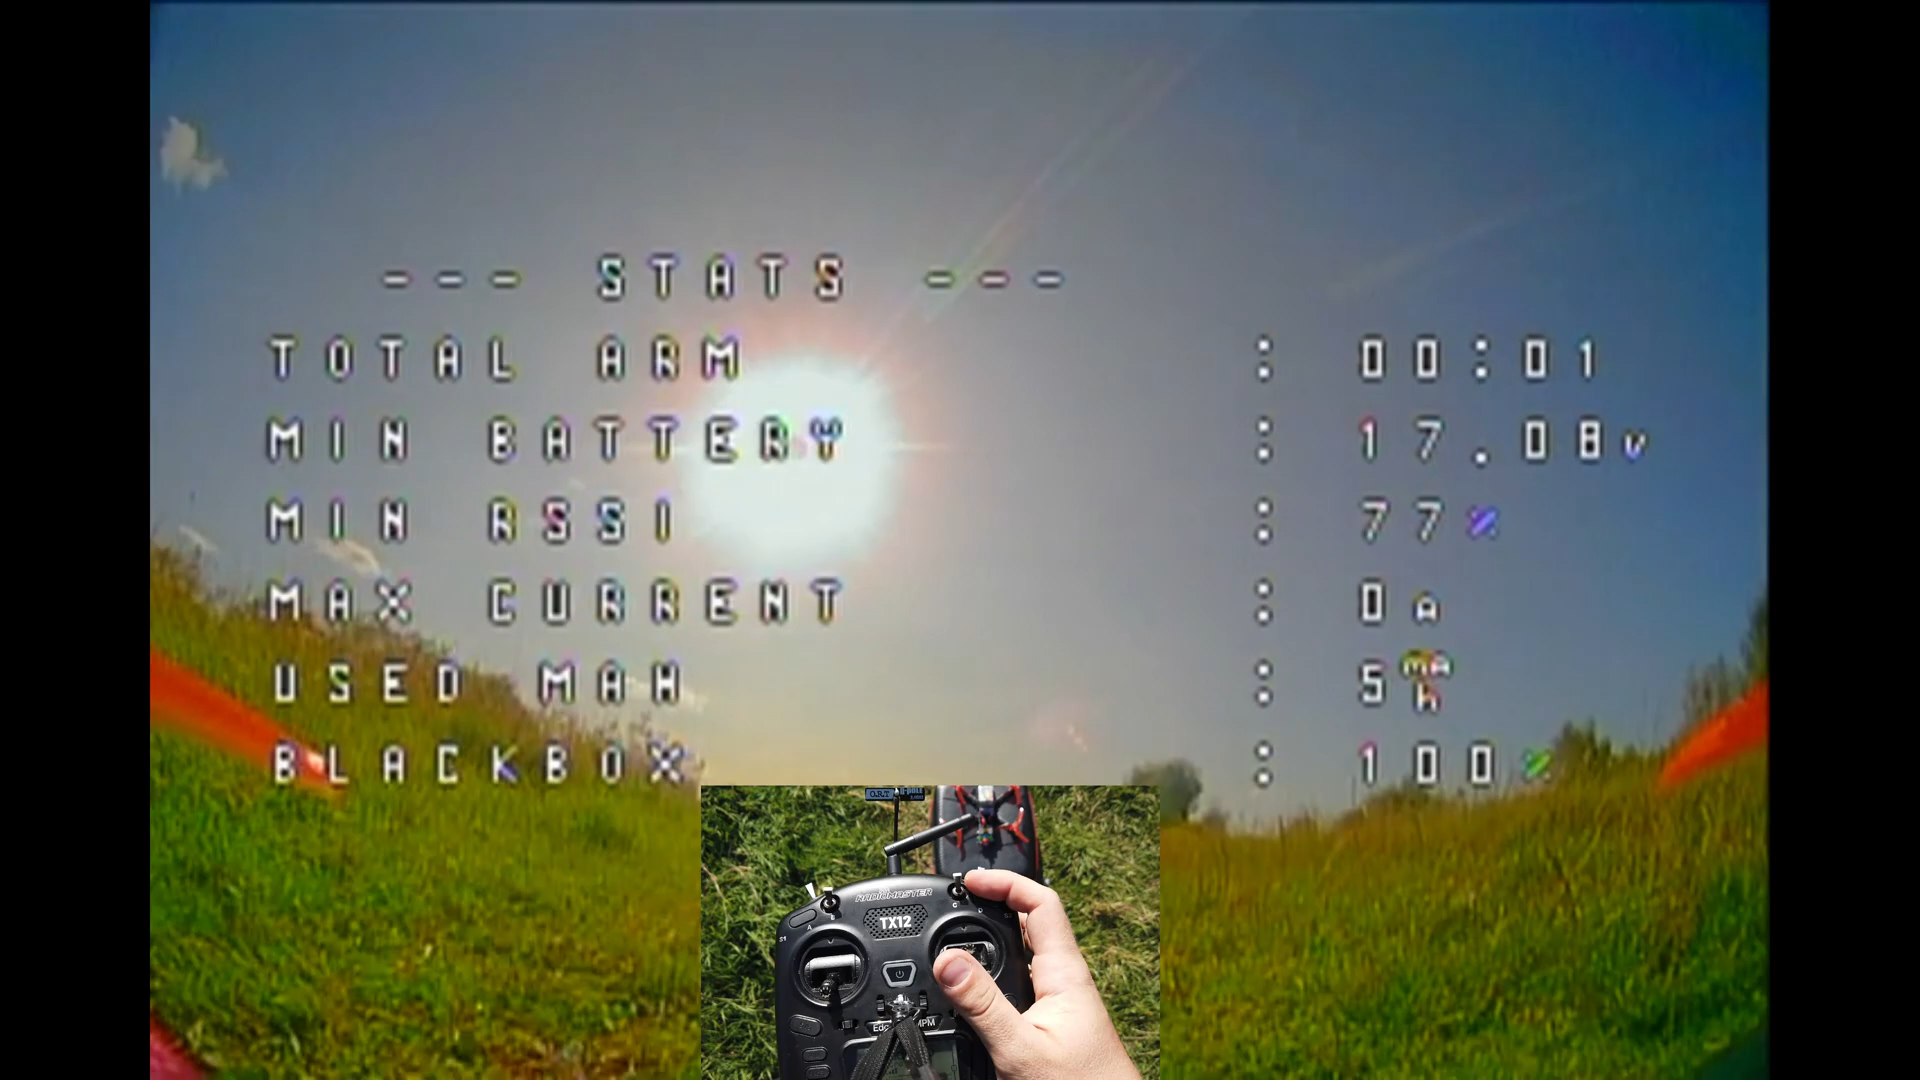 --- STATS ---
TOTAL ARM : 00:01
MIN BATTERY : 17.08V
MIN RSSI : 77%
MAX CURRENT : 0A
USED MAH : 5mAh
BLACKBOX : 100%
RADIOMASTER
TX12